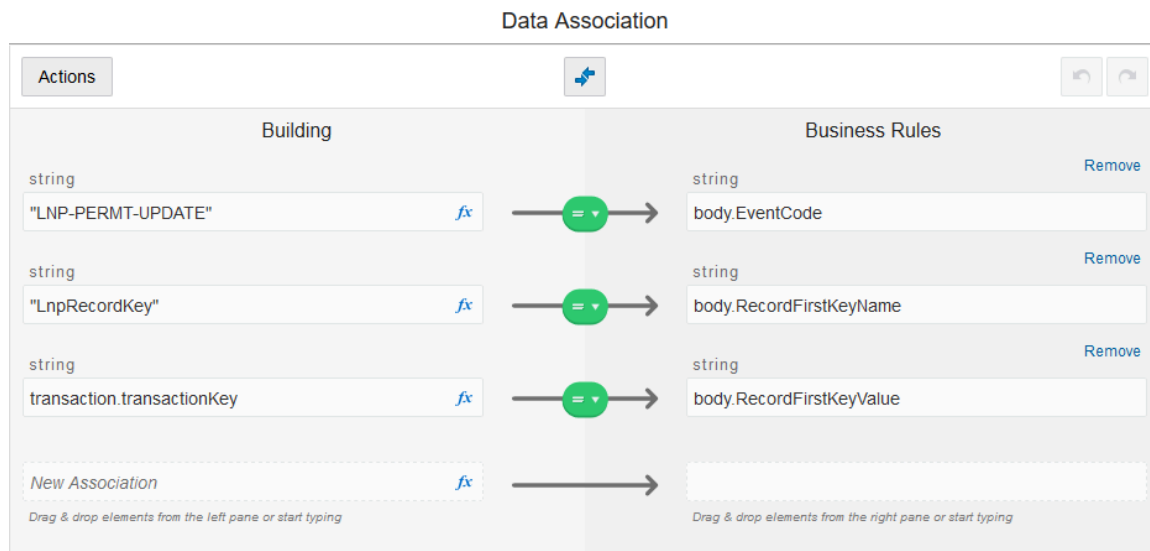 Data Association
Actions
Building
Business Rules
Remove
string
string
"LNP-PERMT-UPDATE"
fx
=
body.EventCode
Remove
string
string
"LnpRecordKey"
fx
=
body.RecordFirstKeyName
Remove
string
string
transaction.transactionKey
fx
=
body.RecordFirstKeyValue
New Association
fx
Drag & drop elements from the left pane or start typing
Drag & drop elements from the right pane or start typing